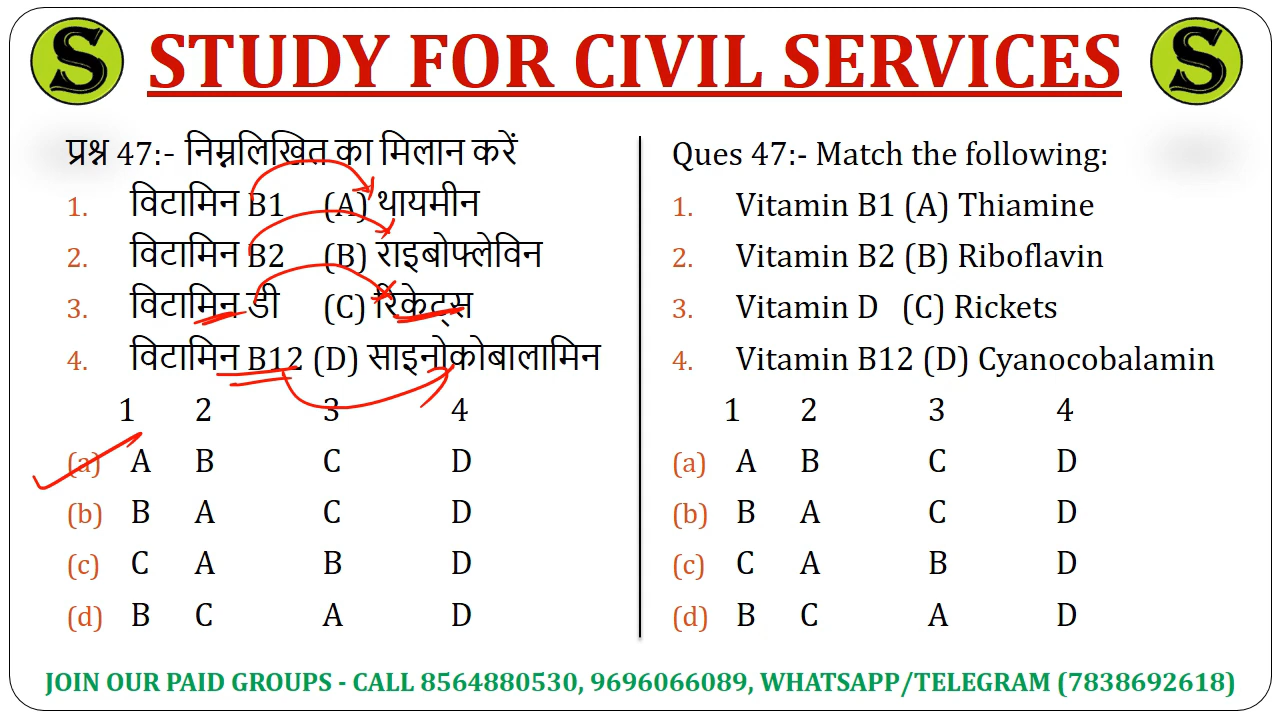 S STUDY FOR CIVIL SERVICES S
प्रश्न 47:- निम्नलिखित का मिलान करें
1. विटामिन B1 (A) थायमीन
2. विटामिन B2 (B) राइबोफ्लेविन
3. विटामिन डी (C) रिकेट्स
4. विटामिन B12 (D) साइनोकोबालामिन
1 2 3 4
(a) A B C D
(b) B A C D
(c) C A B D
(d) B C A D
Ques 47:- Match the following:
1. Vitamin B1 (A) Thiamine
2. Vitamin B2 (B) Riboflavin
3. Vitamin D (C) Rickets
4. Vitamin B12 (D) Cyanocobalamin
1 2 3 4
(a) A B C D
(b) B A C D
(c) C A B D
(d) B C A D
JOIN OUR PAID GROUPS - CALL 8564880530, 9696066089, WHATSAPP/TELEGRAM (7838692618)